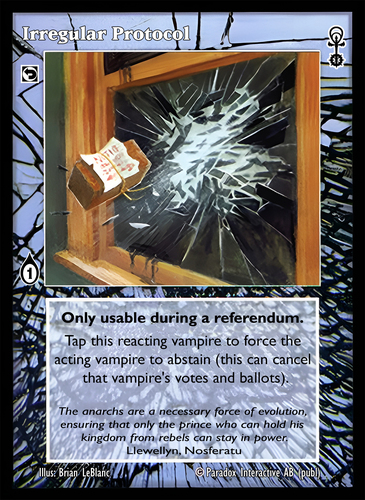 Irregular Protocol
1
Only usable during a referendum.
Tap this reacting vampire to force the
acting vampire to abstain (this can cancel
that vampire's votes and ballots).
The anarchs are a necessary force of evolution,
ensuring that only the prince who can hold his
kingdom from rebels can stay in power.
Llewellyn, Nosferatu
Illus: Brian LeBlanc
© Paradox Interactive AB (publ)